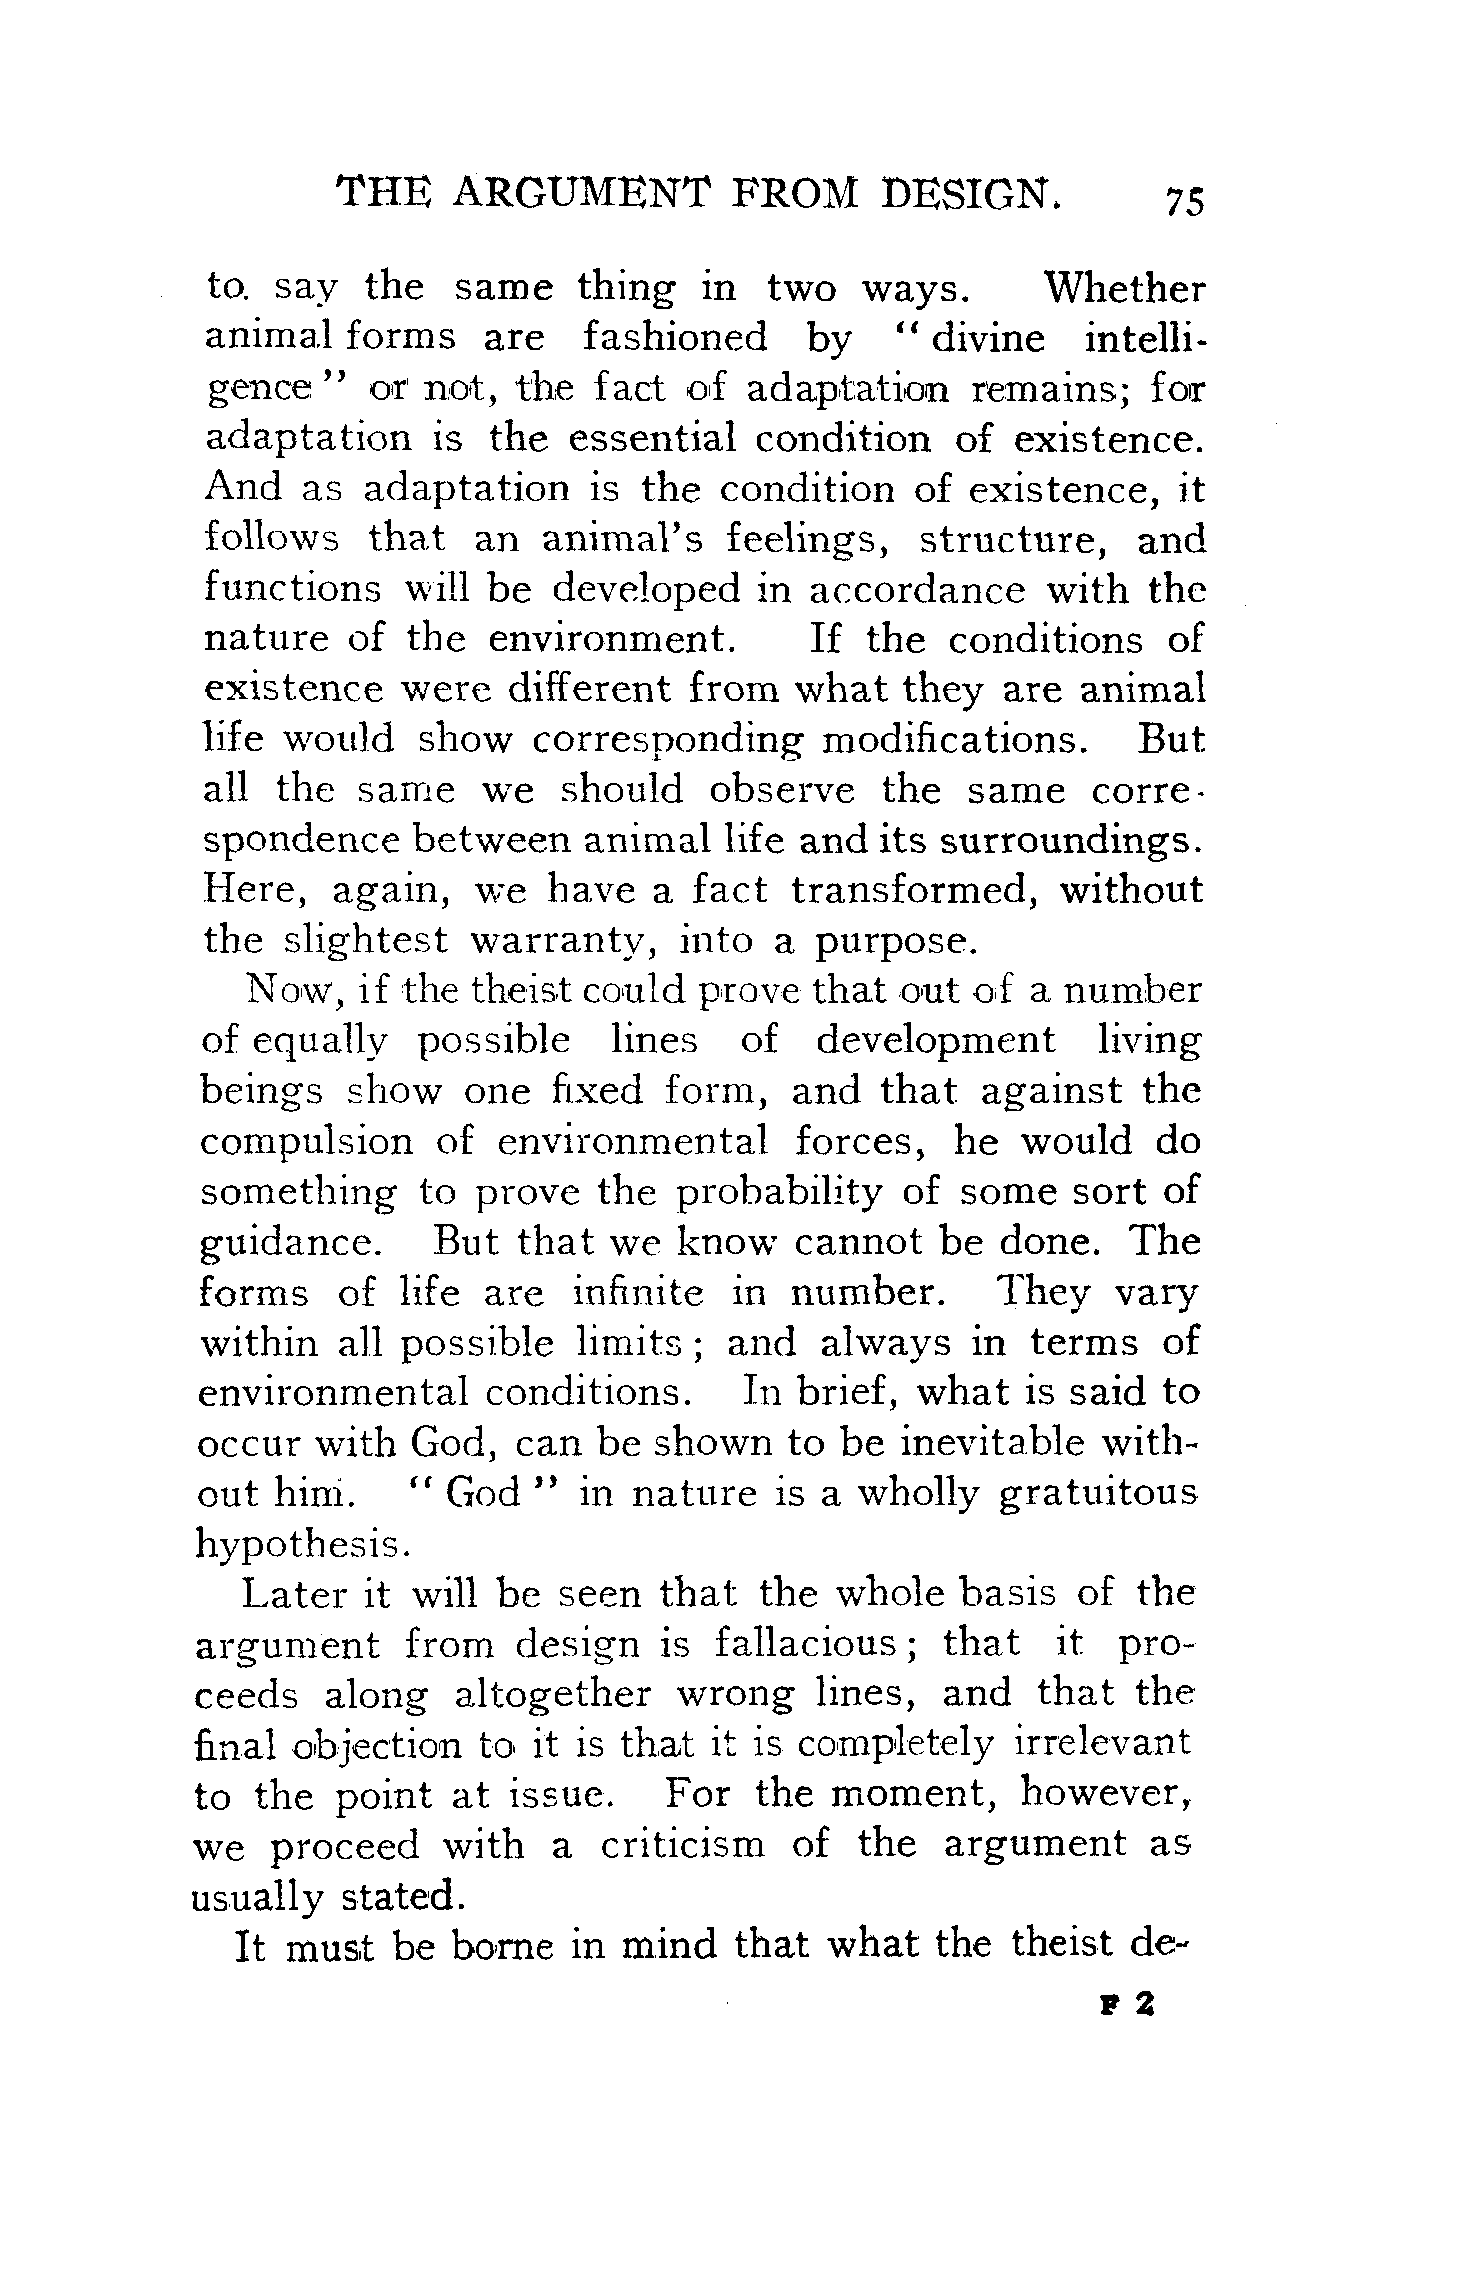 THE ARGUMENT FROM DESIGN. 75
to. say the same thing in two ways. Whether
animal forms are fashioned by “ divine intelli-
gence ” or not, the fact of adaptation remains; for
adaptation is the essential condition of existence.
And as adaptation is the condition of existence, it
follows that an animal’s feelings, structure, and
functions will be developed in accordance with the
nature of the environment. If the conditions of
existence were different from what they are animal
life would show corresponding modifications. But
all the same we should observe the same corre-
spondence between animal life and its surroundings.
Here, again, we have a fact transformed, without
the slightest warranty, into a purpose.
Now, if the theist could prove that out of a number
of equally possible lines of development living
beings show one fixed form, and that against the
compulsion of environmental forces, he would do
something to prove the probability of some sort of
guidance. But that we know cannot be done. The
forms of life are infinite in number. They vary
within all possible limits ; and always in terms of
environmental conditions. In brief, what is said to
occur with God, can be shown to be inevitable with-
out him. “ God ” in nature is a wholly gratuitous
hypothesis.
Later it will be seen that the whole basis of the
argument from design is fallacious ; that it pro-
ceeds along altogether wrong lines, and that the
final objection to it is that it is completely irrelevant
to the point at issue. For the moment, however,
we proceed with a criticism of the argument as
usually stated.
It must be borne in mind that what the theist de-
F 2